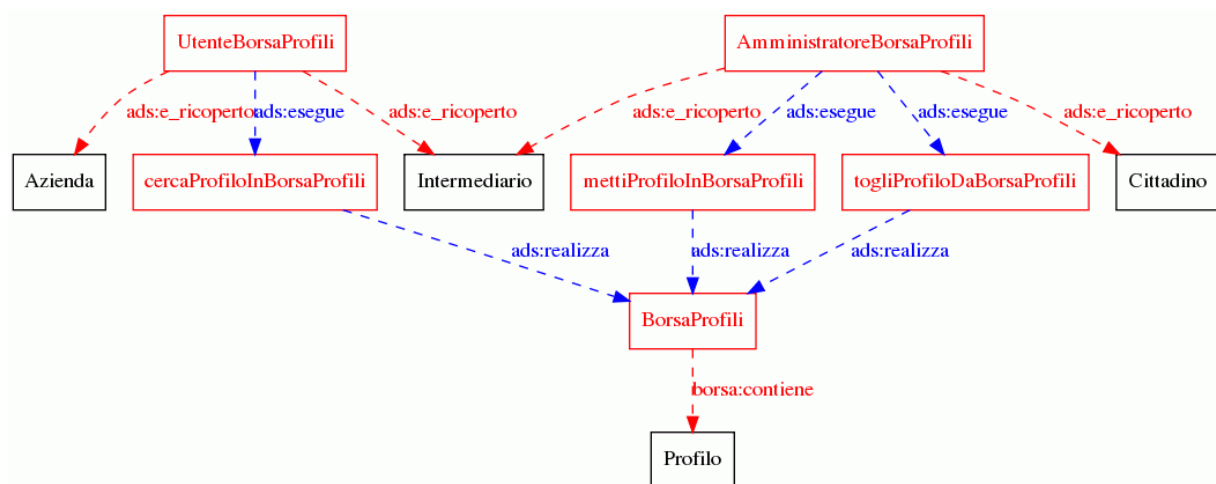 UtenteBorsaProfili
AmministratoreBorsaProfili
ads:e_ricoperto
ads:esegue
ads:e_ricoperto
ads:e_ricoperto
ads:esegue
ads:esegue
ads:e_ricoperto
Azienda
cercaProfiloInBorsaProfili
Intermediario
mettiProfiloInBorsaProfili
togliProfiloDaBorsaProfili
Cittadino
ads:realizza
ads:realizza
ads:realizza
BorsaProfili
borsa:contiene
Profilo